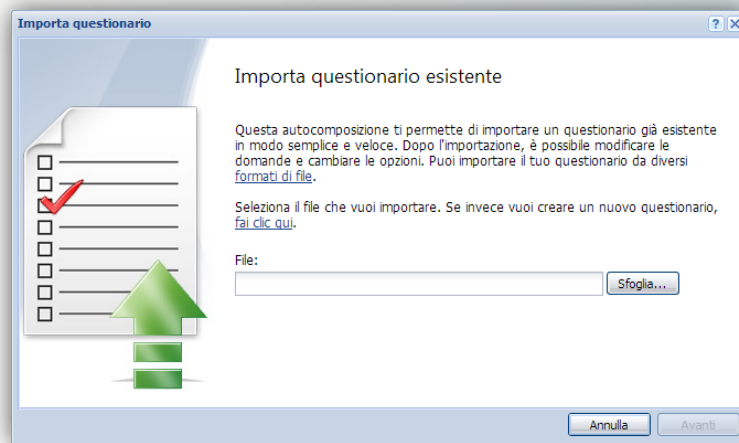 Importa questionario
Importa questionario esistente
Questa autocomposizione ti permette di importare un questionario già esistente
in modo semplice e veloce. Dopo l'importazione, è possibile modificare le
domande e cambiare le opzioni. Puoi importare il tuo questionario da diversi
formati di file.
Seleziona il file che vuoi importare. Se invece vuoi creare un nuovo questionario,
fai clic qui.
File:
Sfoglia...
Annulla
Avanti